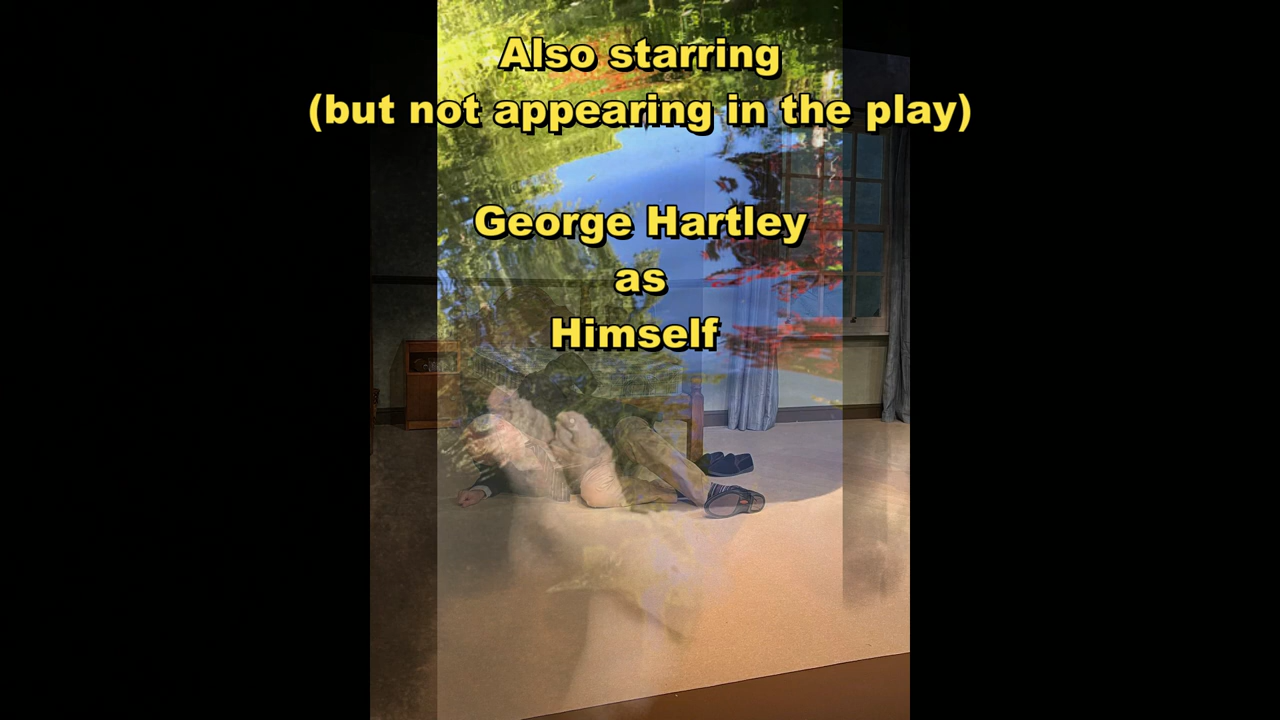 Also starring
(but not appearing in the play)
George Hartley
as
Himself